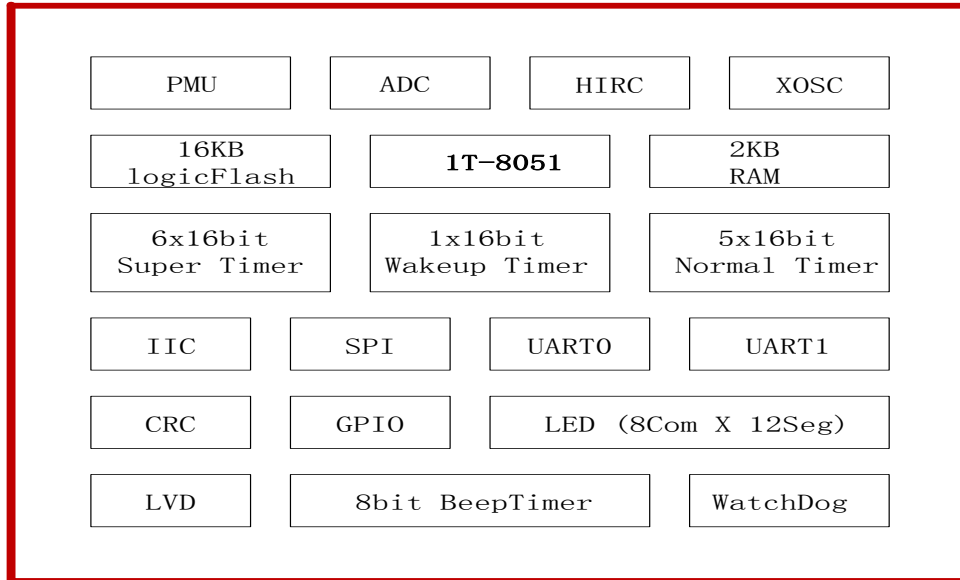 PMU
ADC
HIRC
XOSC
16KB
logicFlash
1T-8051
2KB
RAM
6x16bit
Super Timer
1x16bit
Wakeup Timer
5x16bit
Normal Timer
IIC
SPI
UART0
UART1
CRC
GPIO
LED (8Com X 12Seg)
LVD
8bit BeepTimer
WatchDog